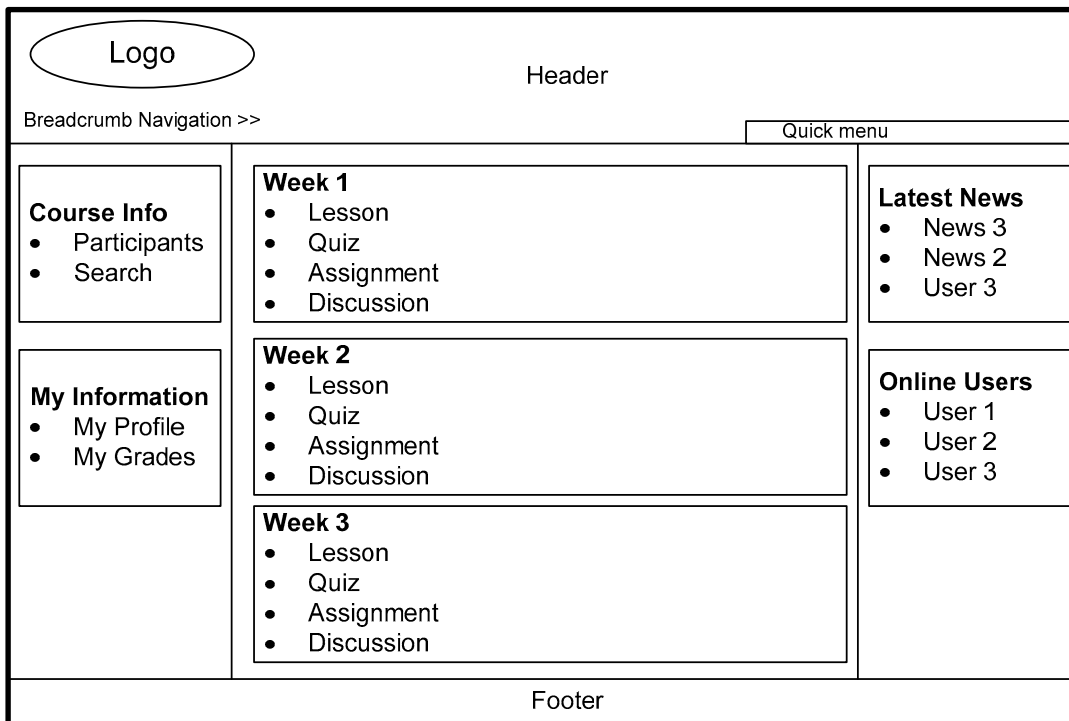 Logo
Header
Breadcrumb Navigation >>
Quick menu
Course Info
• Participants
• Search
My Information
• My Profile
• My Grades
Week 1
• Lesson
• Quiz
• Assignment
• Discussion
Week 2
• Lesson
• Quiz
• Assignment
• Discussion
Week 3
• Lesson
• Quiz
• Assignment
• Discussion
Latest News
• News 3
• News 2
• User 3
Online Users
• User 1
• User 2
• User 3
Footer